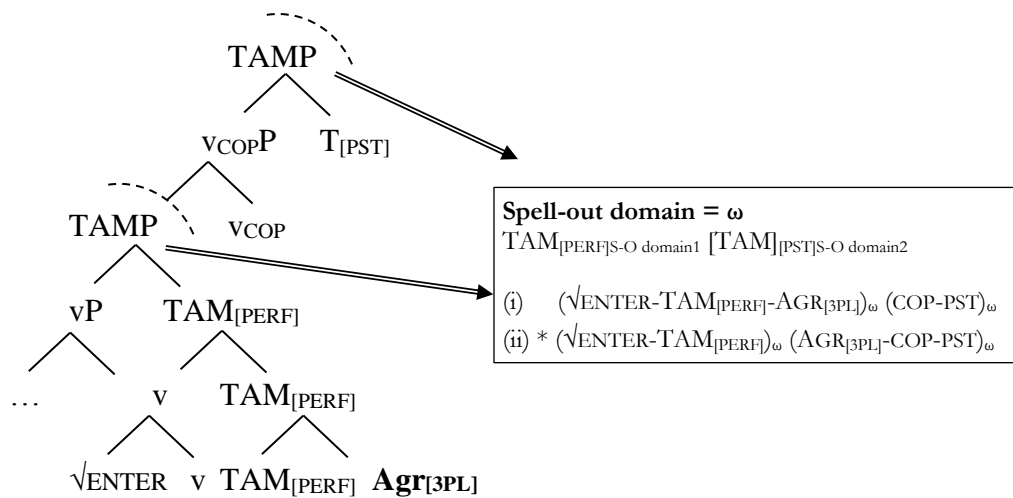 TAMP
vCOPP T[PST]
TAMP vCOP
vP TAM[PERF]
… v TAM[PERF]
√ENTER v TAM[PERF] Agr[3PL]
Spell-out domain = ω
TAM[PERF]S-O domain1 [TAM][PST]S-O domain2
(i) (√ENTER-TAM[PERF]-AGR[3PL])ω (COP-PST)ω
(ii) * (√ENTER-TAM[PERF])ω (AGR[3PL]-COP-PST)ω